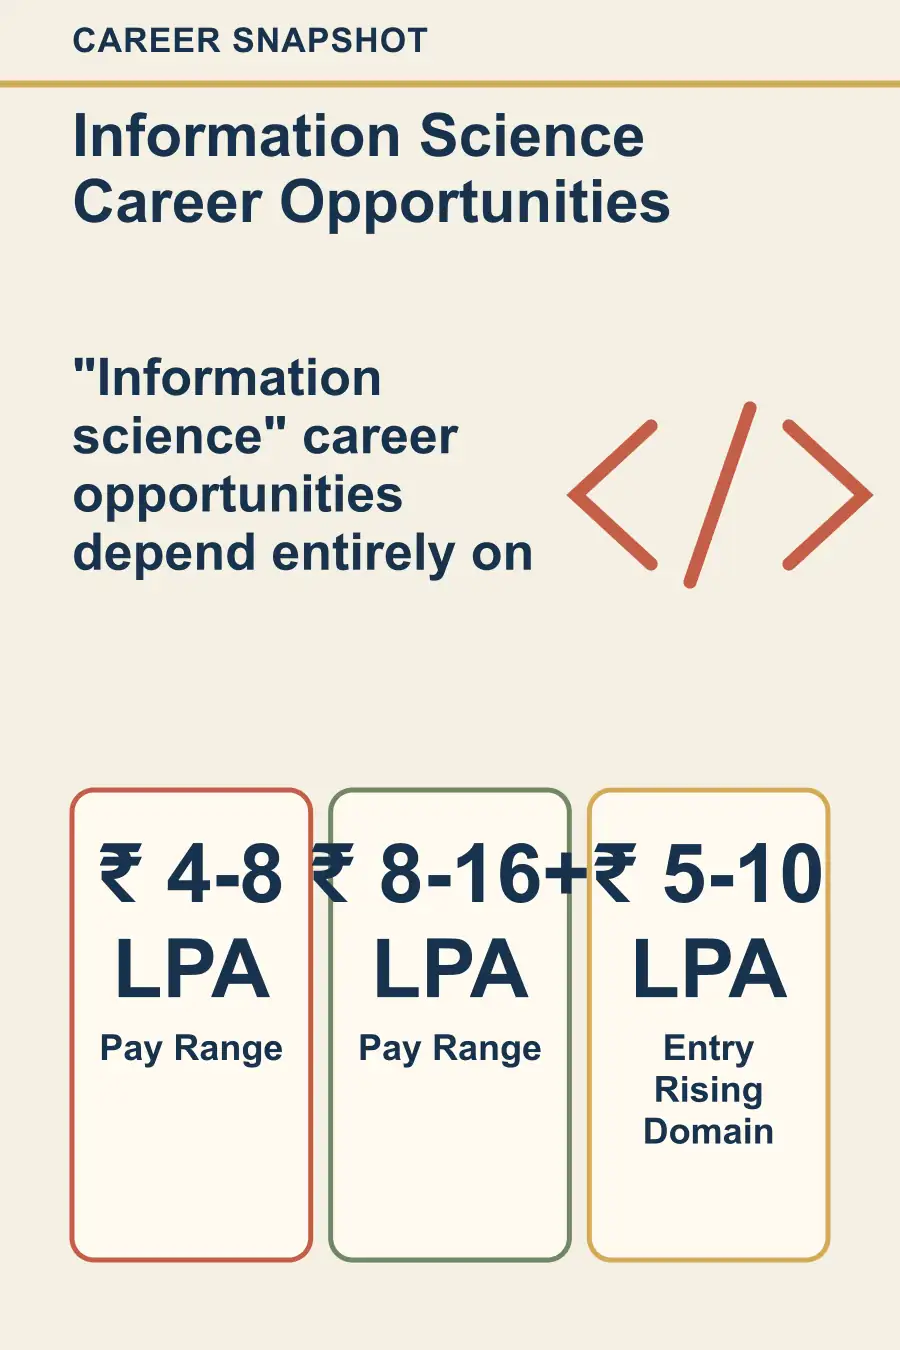 CAREER SNAPSHOT
Information Science
Career Opportunities
"Information
science" career
opportunities
depend entirely on
₹ 4-8
LPA
Pay Range
₹ 8-16+
LPA
Pay Range
₹ 5-10
LPA
Entry
Rising
Domain